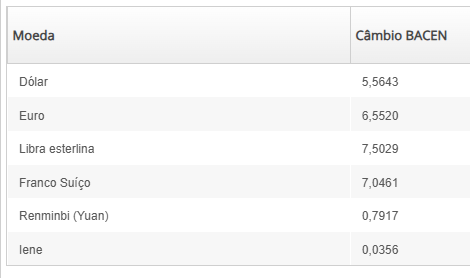 Moeda Câmbio BACEN
Dólar 5,5643
Euro 6,5520
Libra esterlina 7,5029
Franco Suíço 7,0461
Renminbi (Yuan) 0,7917
Iene 0,0356